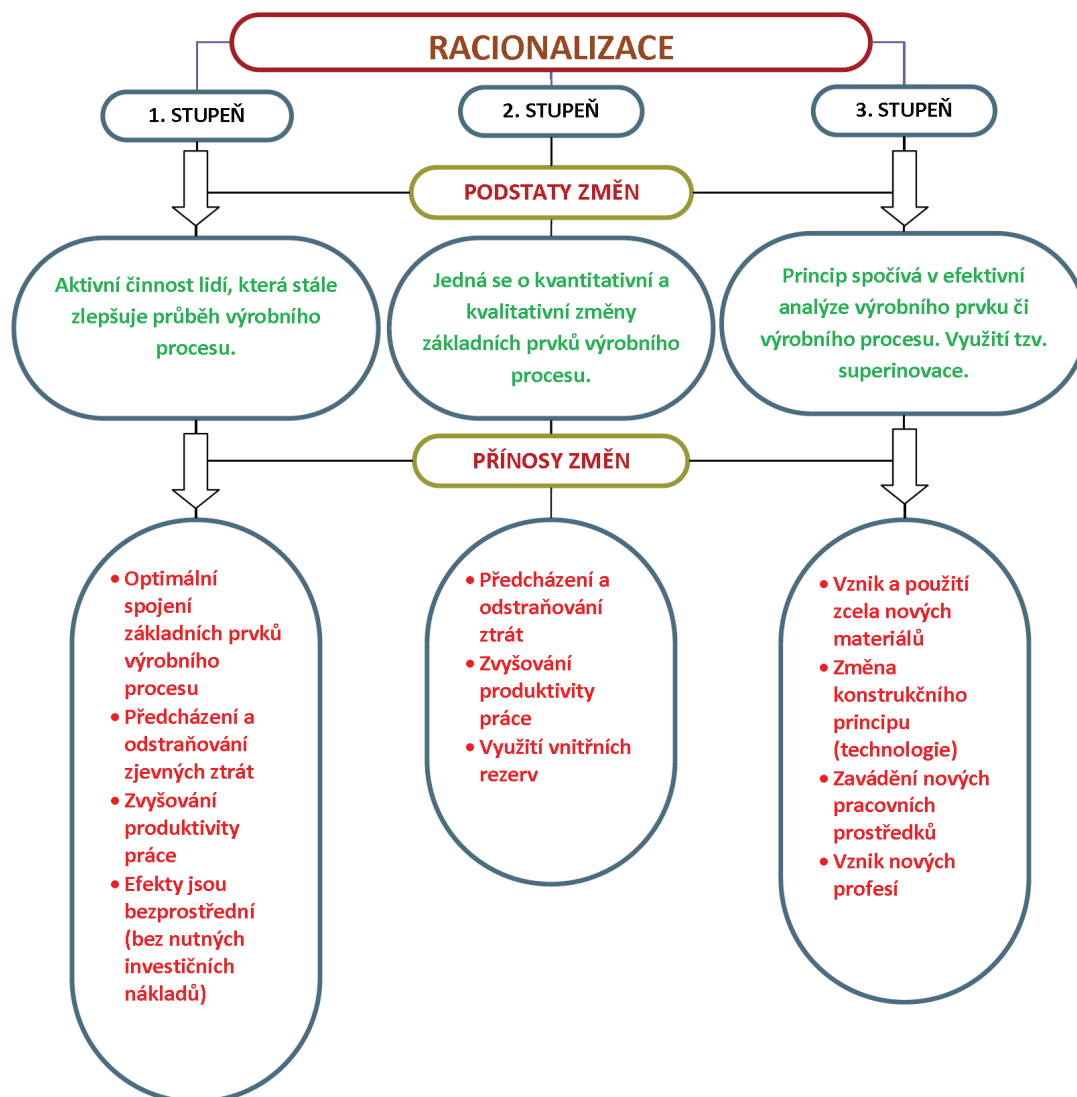 RACIONALIZACE
1. STUPEŇ
2. STUPEŇ
3. STUPEŇ
PODSTATY ZMĚN
Aktivní činnost lidí, která stále
zlepšuje průběh výrobního
procesu.
Jedná se o kvantitativní a
kvalitativní změny
základních prvků výrobního
procesu.
Princip spočívá v efektivní
analýze výrobního prvku či
výrobního procesu. Využití tzv.
superinovace.
PŘÍNOSY ZMĚN
• Optimální
spojení
základních prvků
výrobního
procesu
• Předcházení a
odstraňování
zjevných ztrát
• Zvyšování
produktivity
práce
• Efekty jsou
bezprostřední
(bez nutných
investičních
nákladů)
• Předcházení a
odstraňování
ztrát
• Zvyšování
produktivity
práce
• Využití vnitřních
rezerv
• Vznik a použití
zcela nových
materiálů
• Změna
konstrukčního
principu
(technologie)
• Zavádění nových
pracovních
prostředků
• Vznik nových
profesí